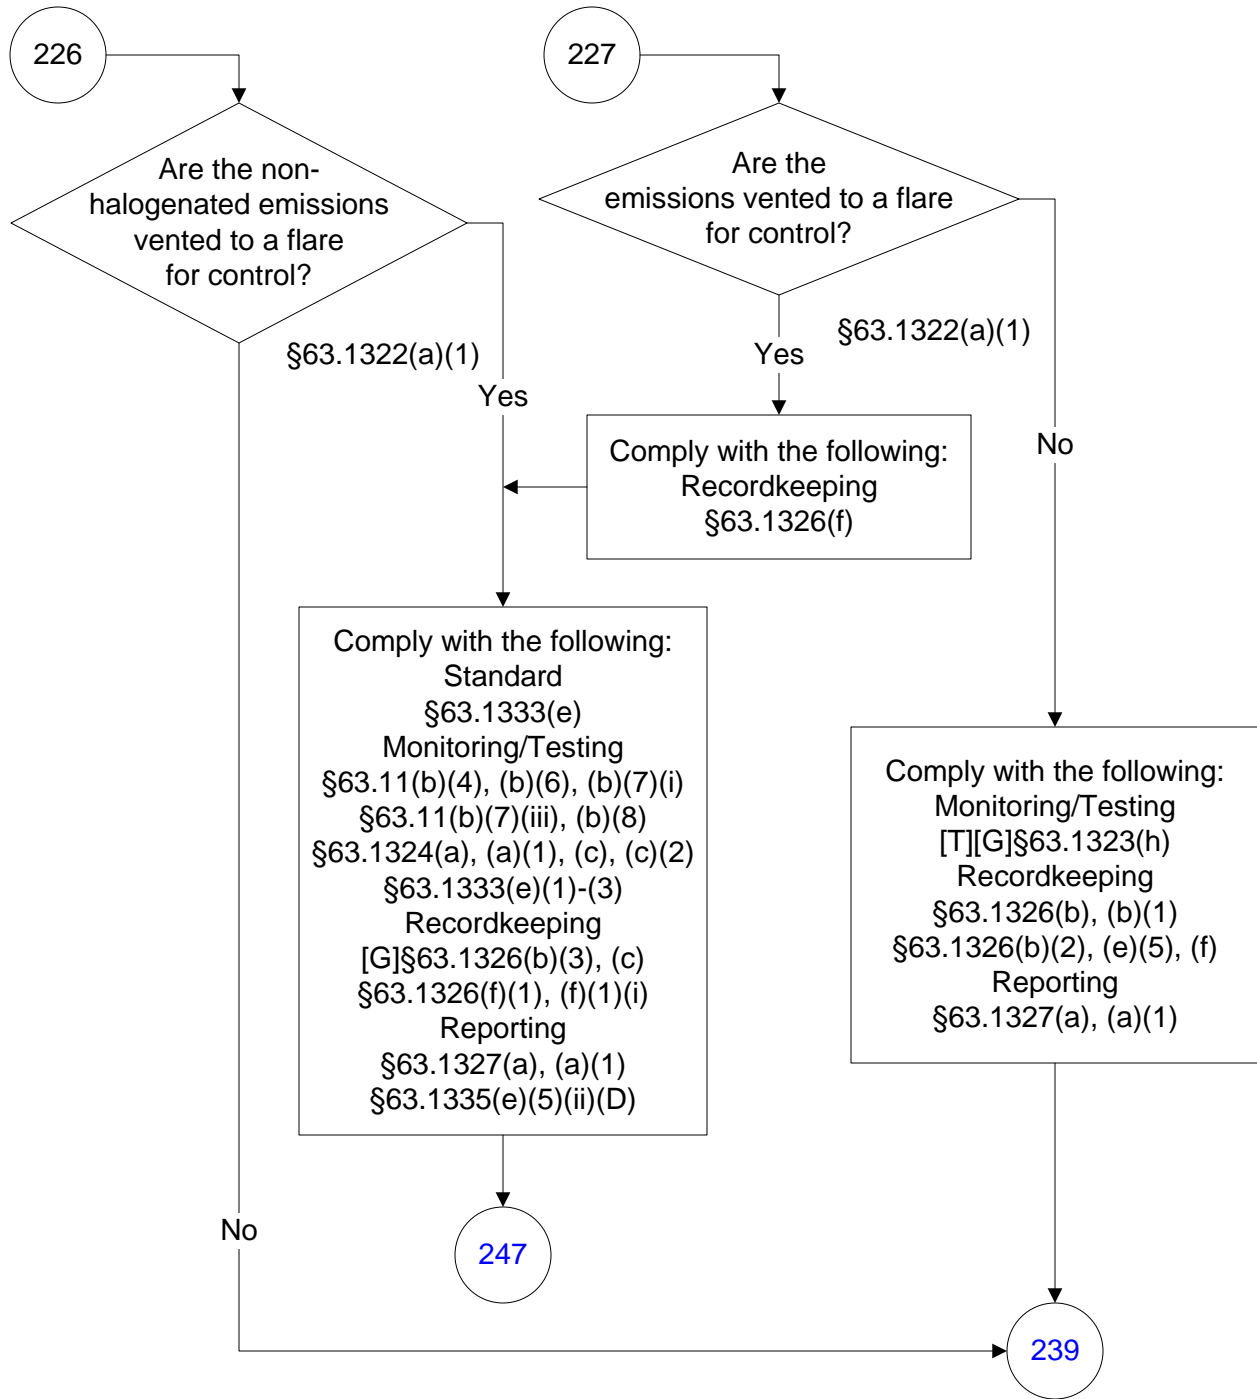 226
227
Are the non-
halogenated emissions
vented to a flare
for control?
Are the
emissions vented to a flare
for control?
§63.1322(a)(1)
Yes
Yes
§63.1322(a)(1)
No
Comply with the following:
Recordkeeping
§63.1326(f)
Comply with the following:
Standard
§63.1333(e)
Monitoring/Testing
§63.11(b)(4), (b)(6), (b)(7)(i)
§63.11(b)(7)(iii), (b)(8)
§63.1324(a), (a)(1), (c), (c)(2)
§63.1333(e)(1)-(3)
Recordkeeping
[G]§63.1326(b)(3), (c)
§63.1326(f)(1), (f)(1)(i)
Reporting
§63.1327(a), (a)(1)
§63.1335(e)(5)(ii)(D)
Comply with the following:
Monitoring/Testing
[T][G]§63.1323(h)
Recordkeeping
§63.1326(b), (b)(1)
§63.1326(b)(2), (e)(5), (f)
Reporting
§63.1327(a), (a)(1)
No
247
239